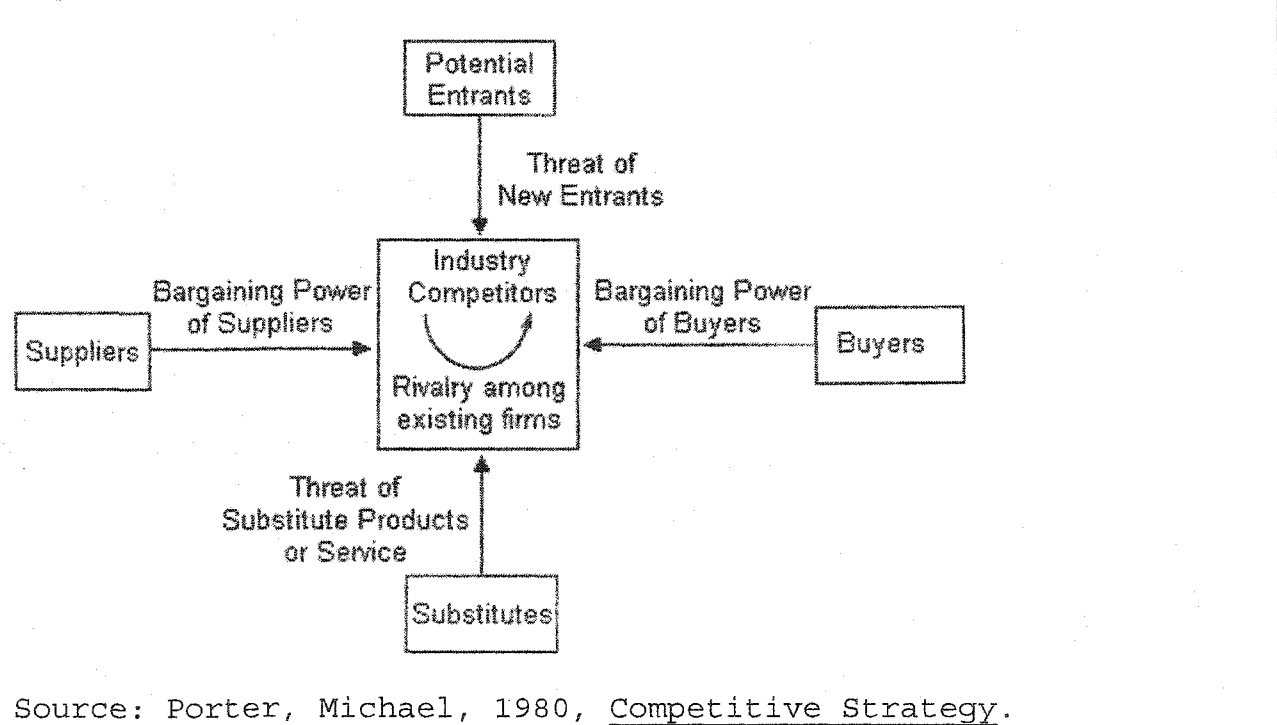 Potential
Entrants
Threat of
New Entrants
Industry
Competitors
Bargaining Power
of Suppliers
Bargaining Power
of Buyers
Suppliers
Buyers
Rivalry among
existing firms
Threat of
Substitute Products
or Service
Substitutes
Source: Porter, Michael, 1980, Competitive Strategy.